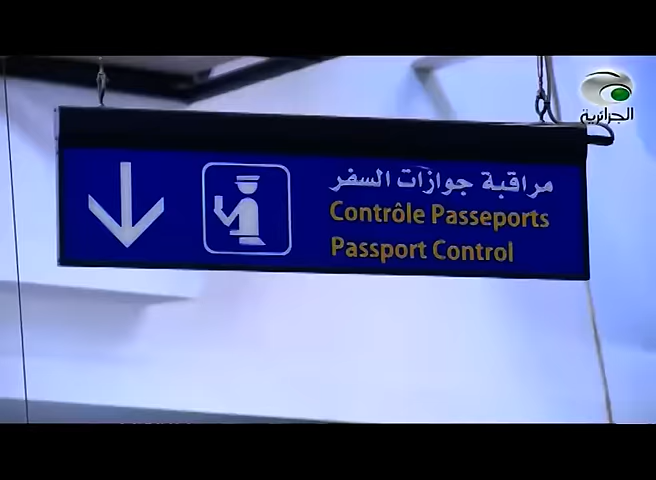 الجزائرية
مراقبة جوازات السفر
Contrôle Passeports
Passport Control